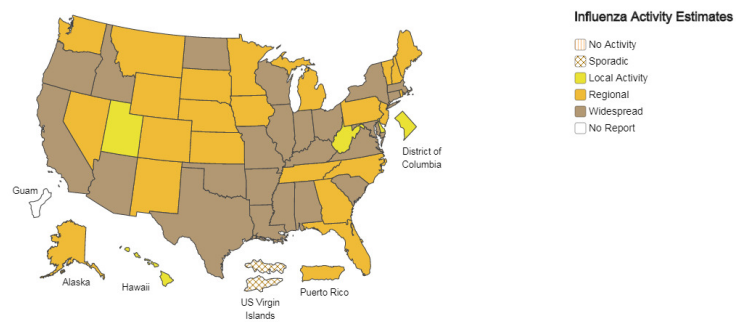 Influenza Activity Estimates
No Activity
Sporadic
Local Activity
Regional
Widespread
No Report
District of
Columbia
Guam
Alaska
Hawaii
US Virgin
Islands
Puerto Rico